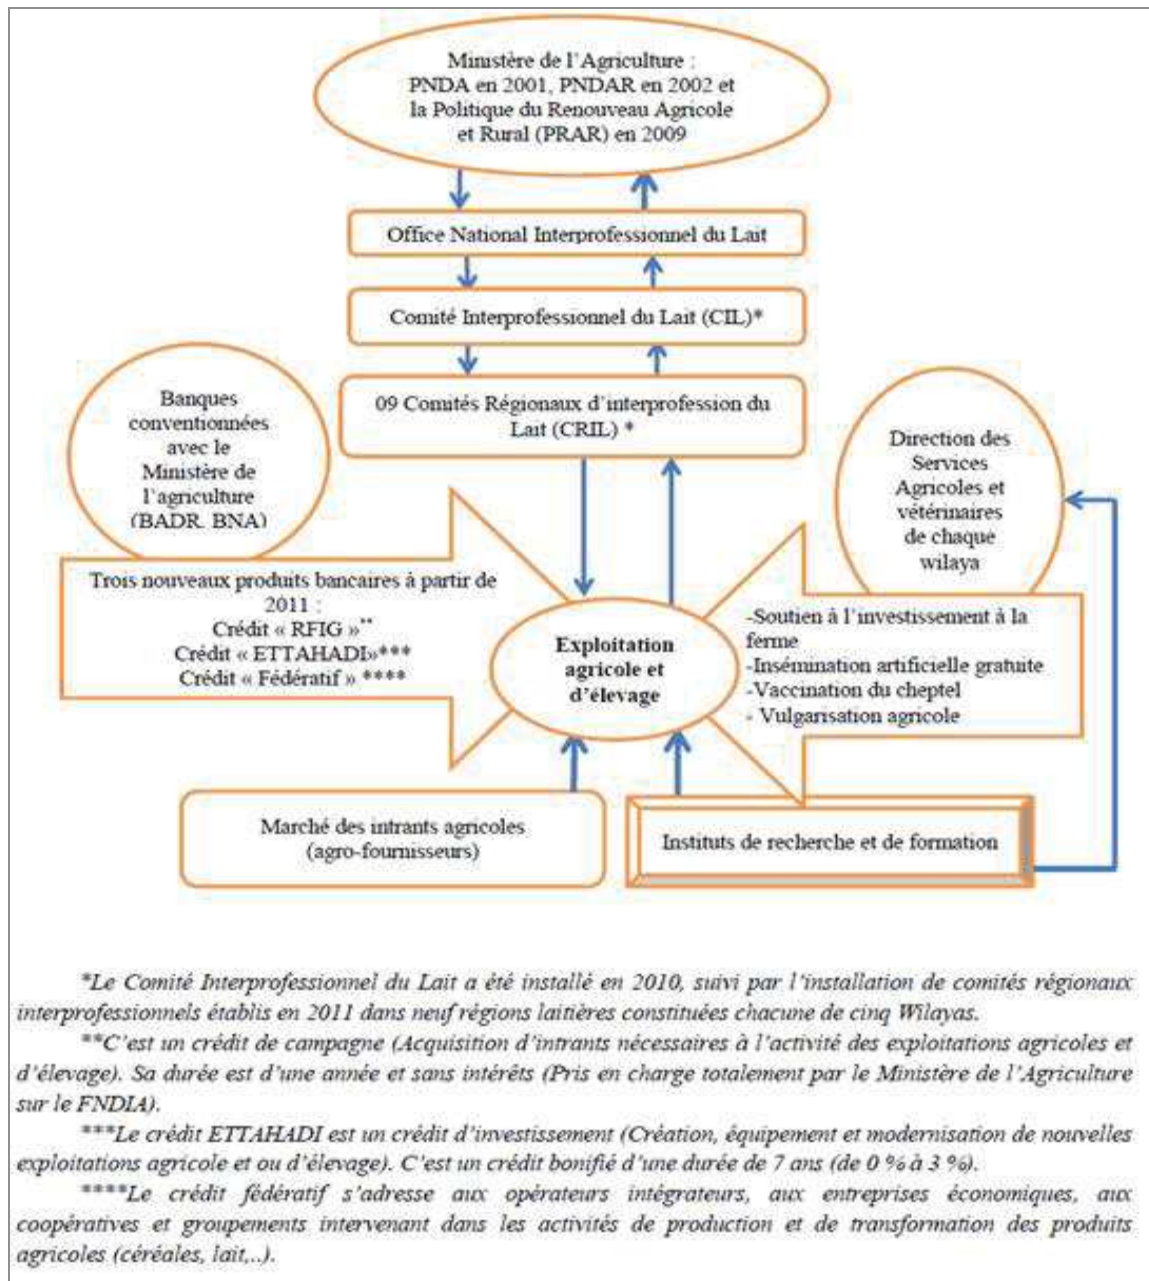 Ministère de l'Agriculture :
PNDA en 2001, PNDAR en 2002 et
la Politique du Renouveau Agricole
et Rural (PRAR) en 2009
Office National Interprofessionnel du Lait
Comité Interprofessionnel du Lait (CIL)*
09 Comités Régionaux d'interprofession du
Lait (CRIL) *
Banques
conventionnées
avec le
Ministère de
l'agriculture
(BADR, BNA)
Direction des
Services
Agricoles et
vétérinaires
de chaque
wilaya
Trois nouveaux produits bancaires à partir de
2011 :
Crédit « RFIG »**
Crédit « ETTAHADI»***
Crédit « Fédératif » ****
Exploitation
agricole et
d'élevage
-Soutien à l'investissement à la
ferme
-Insémination artificielle gratuite
-Vaccination du cheptel
- Vulgarisation agricole
Marché des intrants agricoles
(agro-fournisseurs)
Instituts de recherche et de formation
*Le Comité Interprofessionnel du Lait a été installé en 2010, suivi par l'installation de comités régionaux
interprofessionnels établis en 2011 dans neuf régions laitières constituées chacune de cinq Wilayas.
**C'est un crédit de campagne (Acquisition d'intrants nécessaires à l'activité des exploitations agricoles et
d'élevage). Sa durée est d'une année et sans intérêts (Pris en charge totalement par le Ministère de l'Agriculture
sur le FNDIA).
***Le crédit ETTAHADI est un crédit d'investissement (Création, équipement et modernisation de nouvelles
exploitations agricole et ou d'élevage). C'est un crédit bonifié d'une durée de 7 ans (de 0 % à 3 %).
****Le crédit fédératif s'adresse aux opérateurs intégrateurs, aux entreprises économiques, aux
coopératives et groupements intervenant dans les activités de production et de transformation des produits
agricoles (céréales, lait,..).